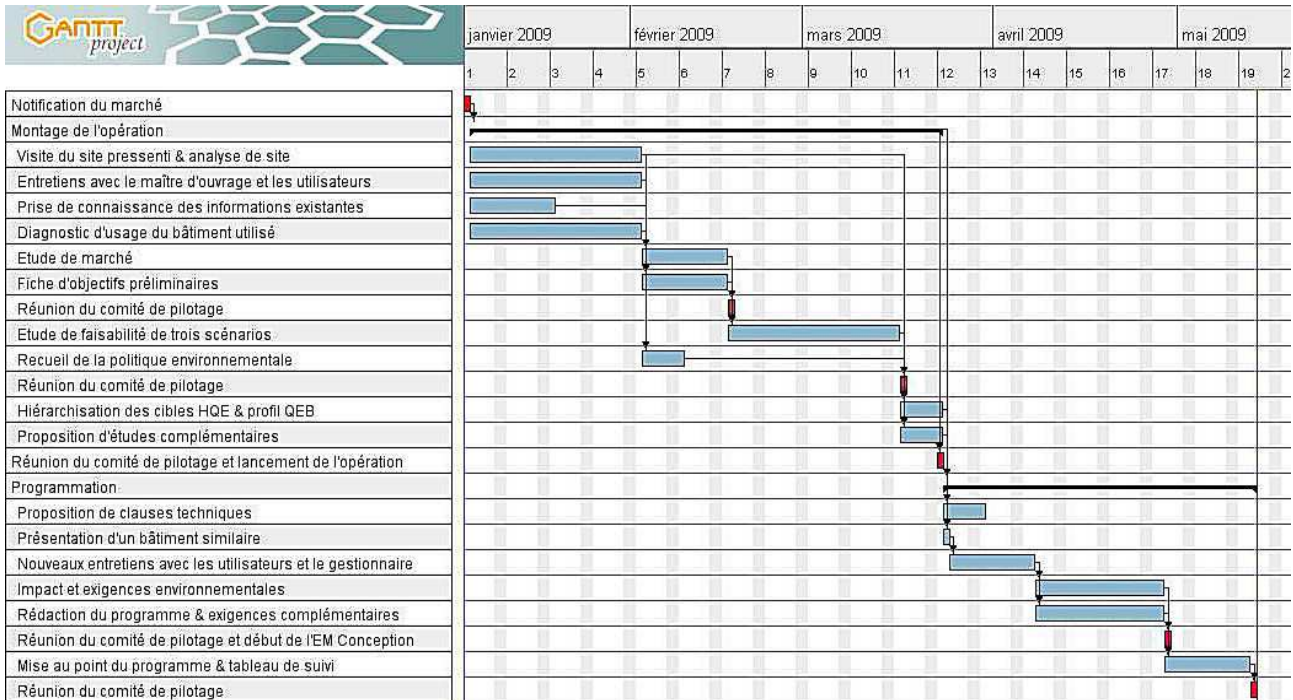 GANTT
project
janvier 2009 février 2009 mars 2009 avril 2009 mai 2009
1 2 3 4 5 6 7 8 9 10 11 12 13 14 15 16 17 18 19 2
Notification du marché
Montage de l'opération
Visite du site pressenti & analyse de site
Entretiens avec le maître d'ouvrage et les utilisateurs
Prise de connaissance des informations existantes
Diagnostic d'usage du bâtiment utilisé
Etude de marché
Fiche d'objectifs préliminaires
Réunion du comité de pilotage
Etude de faisabilité de trois scénarios
Recueil de la politique environnementale
Réunion du comité de pilotage
Hiérarchisation des cibles HQE & profil QEB
Proposition d'études complémentaires
Réunion du comité de pilotage et lancement de l'opération
Programmation
Proposition de clauses techniques
Présentation d'un bâtiment similaire
Nouveaux entretiens avec les utilisateurs et le gestionnaire
Impact et exigences environnementales
Rédaction du programme & exigences complémentaires
Réunion du comité de pilotage et début de l'EM Conception
Mise au point du programme & tableau de suivi
Réunion du comité de pilotage